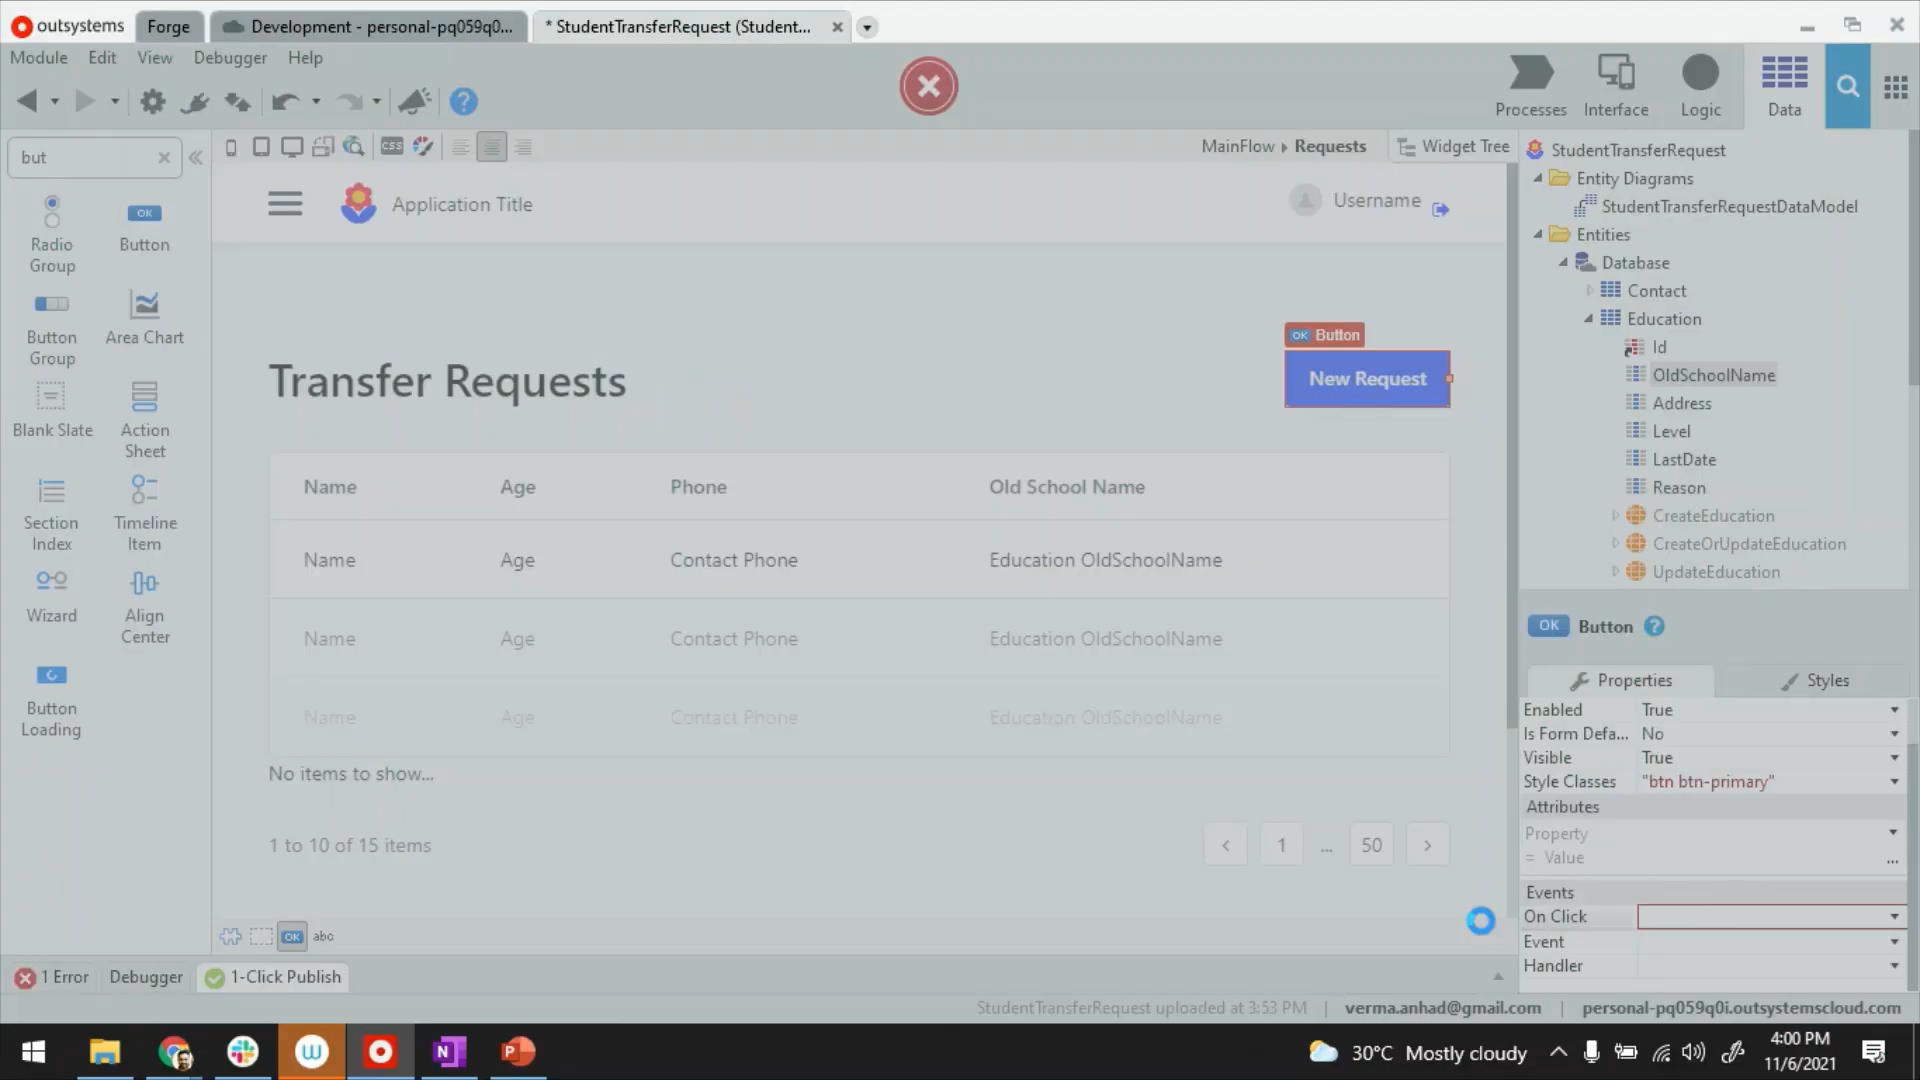 outsystems
Forge
Development - personal-pq059q0...
* StudentTransferRequest (Student...
Module Edit View Debugger Help
Processes
Interface
Logic
Data
but
CSS
MainFlow Requests
Widget Tree
StudentTransferRequest
Entity Diagrams
StudentTransferRequestDataModel
Entities
Database
Contact
Education
Id
OldSchoolName
Address
Level
LastDate
Reason
CreateEducation
CreateOrUpdateEducation
UpdateEducation
Radio
Group
OK
Button
Button
Group
Area Chart
Blank Slate
Action
Sheet
Section
Index
Timeline
Item
Wizard
Align
Center
Button
Loading
Application Title
Username
OK Button
Transfer Requests
New Request
Name Age Phone Old School Name
Name Age Contact Phone Education OldSchoolName
Name Age Contact Phone Education OldSchoolName
Name Age Contact Phone Education OldSchoolName
No items to show...
1 to 10 of 15 items
1 ... 50
OK abc
OK Button
Properties
Styles
Enabled True
Is Form Defa... No
Visible True
Style Classes "btn btn-primary"
Attributes
Property
= Value ...
Events
On Click
Event
Handler
1 Error Debugger 1-Click Publish
StudentTransferRequest uploaded at 3:53 PM | verma.anhad@gmail.com | personal-pq059q0i.outsystemscloud.com
30°C Mostly cloudy
4:00 PM
11/6/2021